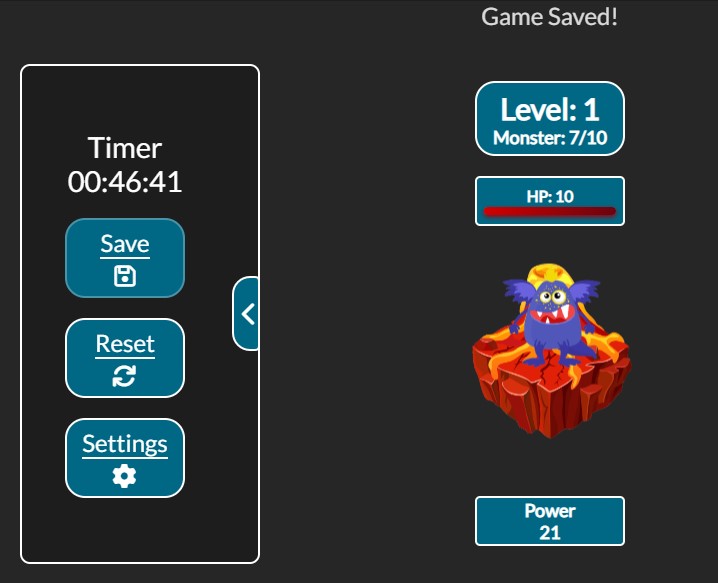 Game Saved!
Timer
00:46:41
Save
Reset
Settings
Level: 1
Monster: 7/10
HP: 10
Power
21